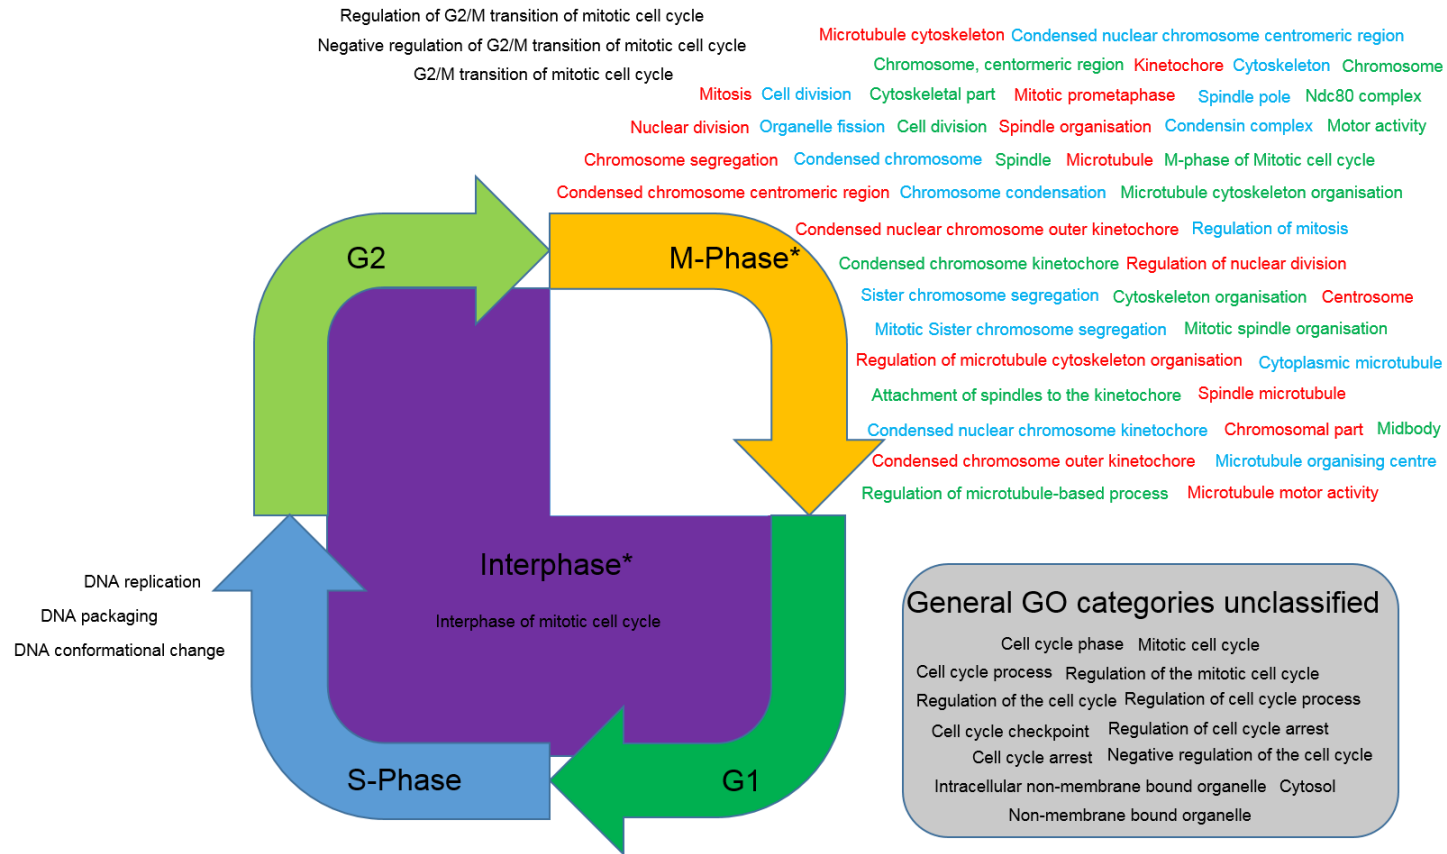 Regulation of G2/M transition of mitotic cell cycle
Negative regulation of G2/M transition of mitotic cell cycle
G2/M transition of mitotic cell cycle
Microtubule cytoskeleton Condensed nuclear chromosome centromeric region
Chromosome, centormeric region Kinetochore Cytoskeleton Chromosome
Mitosis Cell division Cytoskeletal part Mitotic prometaphase Spindle pole Ndc80 complex
Nuclear division Organelle fission Cell division Spindle organisation Condensin complex Motor activity
Chromosome segregation Condensed chromosome Spindle Microtubule M-phase of Mitotic cell cycle
Condensed chromosome centromeric region Chromosome condensation Microtubule cytoskeleton organisation
Condensed nuclear chromosome outer kinetochore Regulation of mitosis
Condensed chromosome kinetochore Regulation of nuclear division
Sister chromosome segregation Cytoskeleton organisation Centrosome
Mitotic Sister chromosome segregation Mitotic spindle organisation
Regulation of microtubule cytoskeleton organisation Cytoplasmic microtubule
Attachment of spindles to the kinetochore Spindle microtubule
Condensed nuclear chromosome kinetochore Chromosomal part Midbody
Condensed chromosome outer kinetochore Microtubule organising centre
Regulation of microtubule-based process Microtubule motor activity
G2
M-Phase*
Interphase*
Interphase of mitotic cell cycle
DNA replication
DNA packaging
DNA conformational change
S-Phase
G1
General GO categories unclassified
Cell cycle phase Mitotic cell cycle
Cell cycle process Regulation of the mitotic cell cycle
Regulation of the cell cycle Regulation of cell cycle process
Cell cycle checkpoint Regulation of cell cycle arrest
Cell cycle arrest Negative regulation of the cell cycle
Intracellular non-membrane bound organelle Cytosol
Non-membrane bound organelle